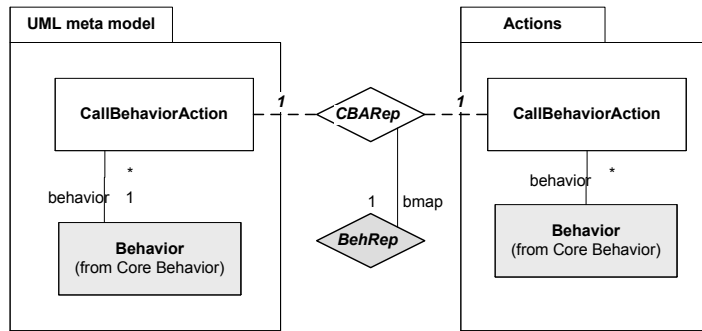 UML meta model
Actions
CallBehaviorAction
1
CBARep
1
CallBehaviorAction
*
behavior 1
1 bmap
behavior *
Behavior
(from Core Behavior)
BehRep
Behavior
(from Core Behavior)